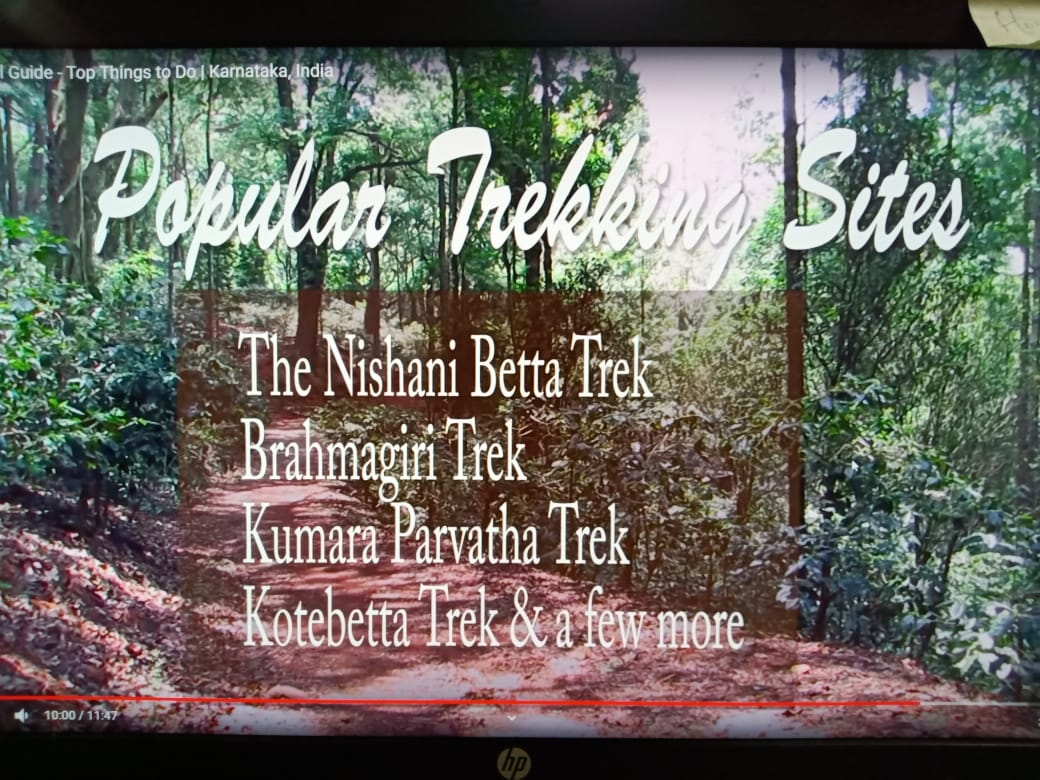 l Guide - Top Things to Do | Karnataka, India
Popular Trekking Sites
The Nishani Betta Trek
Brahmagiri Trek
Kumara Parvatha Trek
Kotebetta Trek & a few more
10:00 / 11:47
hp